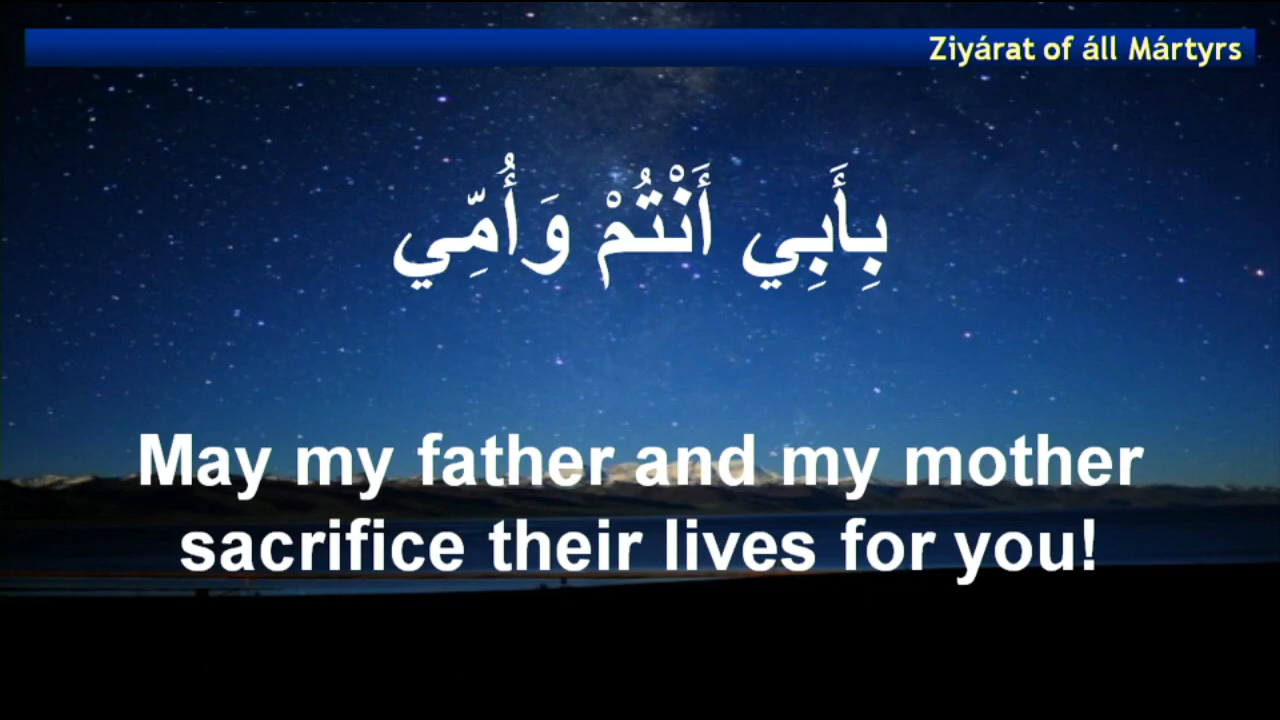 Ziyárat of áll Mártyrs
بِأَبِي أَنْتُمْ وَأُمِّي
May my father and my mother
sacrifice their lives for you!